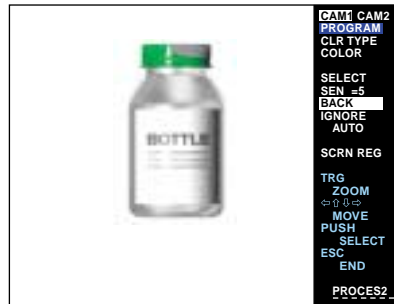 BOTTLE
CAM1 CAM2
PROGRAM
CLR TYPE
COLOR
SELECT
SEN =5
BACK
IGNORE
AUTO
SCRN REG
TRG
ZOOM
⇦⇧⇩⇨
MOVE
PUSH
SELECT
ESC
END
PROCES2